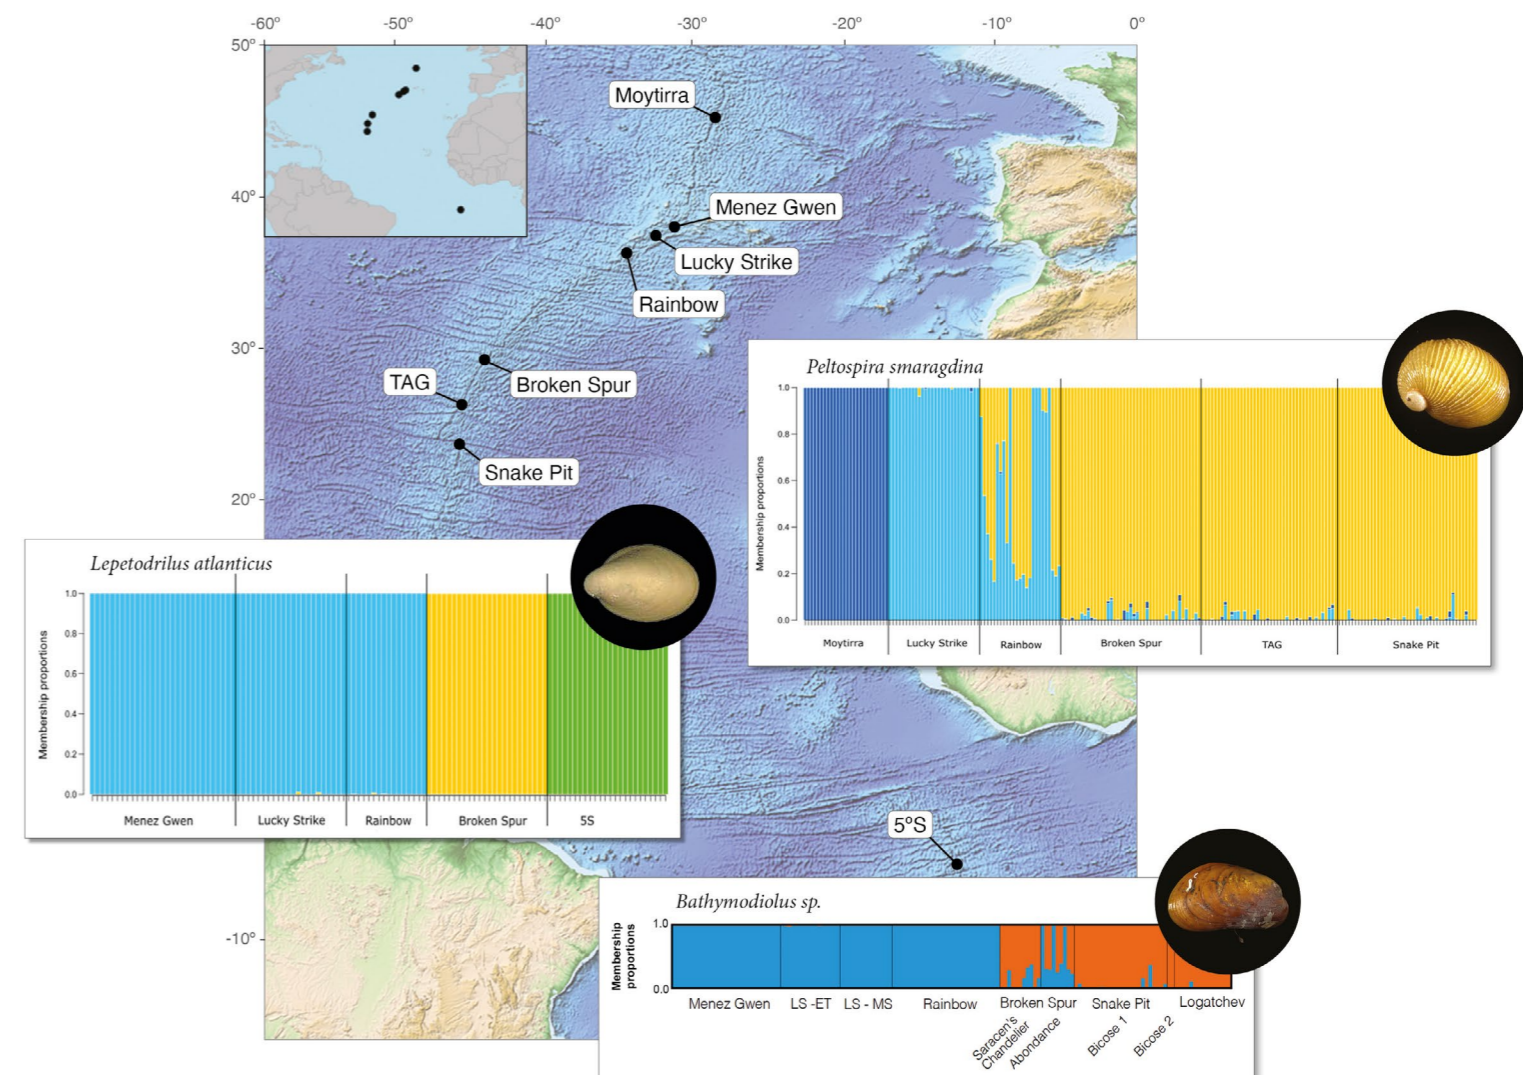 -60° -50° -40° -30° -20° -10° 0°
50°
Moytirra
40°
Menez Gwen
Lucky Strike
Rainbow
30°
TAG
Broken Spur
Snake Pit
20°
Peltospira smaragdina
Membership proportions
1.0
0.8
0.6
0.4
0.2
0.0
Moytirra Lucky Strike Rainbow Broken Spur TAG Snake Pit
Lepetodrilus atlanticus
Membership proportions
1.0
0.8
0.6
0.4
0.2
0.0
Menez Gwen Lucky Strike Rainbow Broken Spur 5S
5°S
-10°
Bathymodiolus sp.
Membership
proportions
1.0
0.0
Menez Gwen LS -ET LS - MS Rainbow Broken Spur Snake Pit Logatchev
Saracen's
Chandelier
Abondance
Bicose 1
Bicose 2